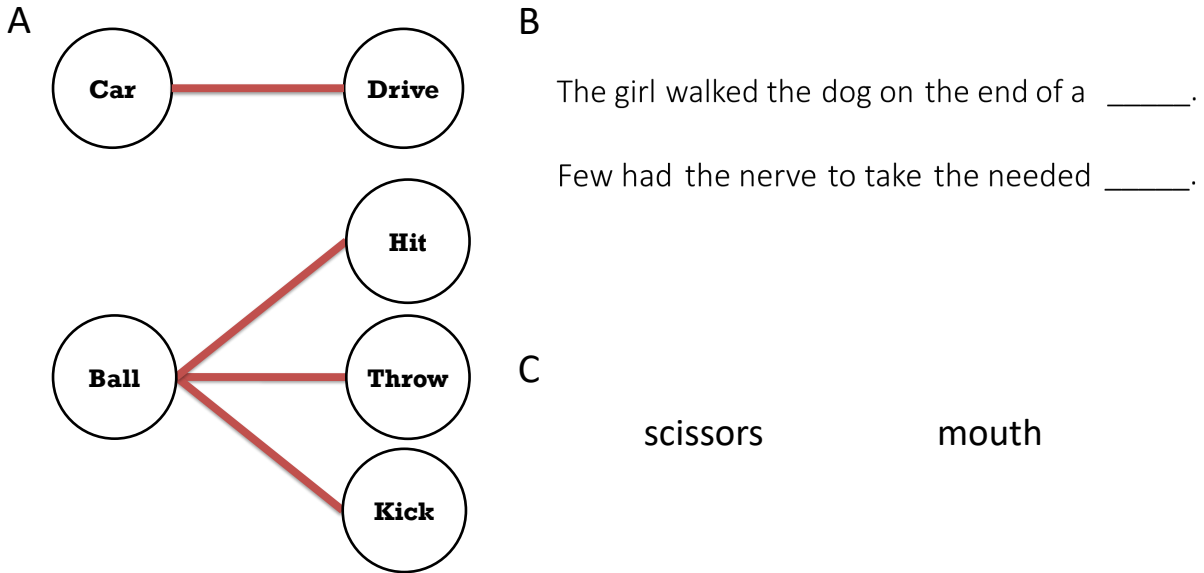 A
Car
Drive
Hit
Ball
Throw
Kick
B
The girl walked the dog on the end of a _____.
Few had the nerve to take the needed _____.
C
scissors mouth